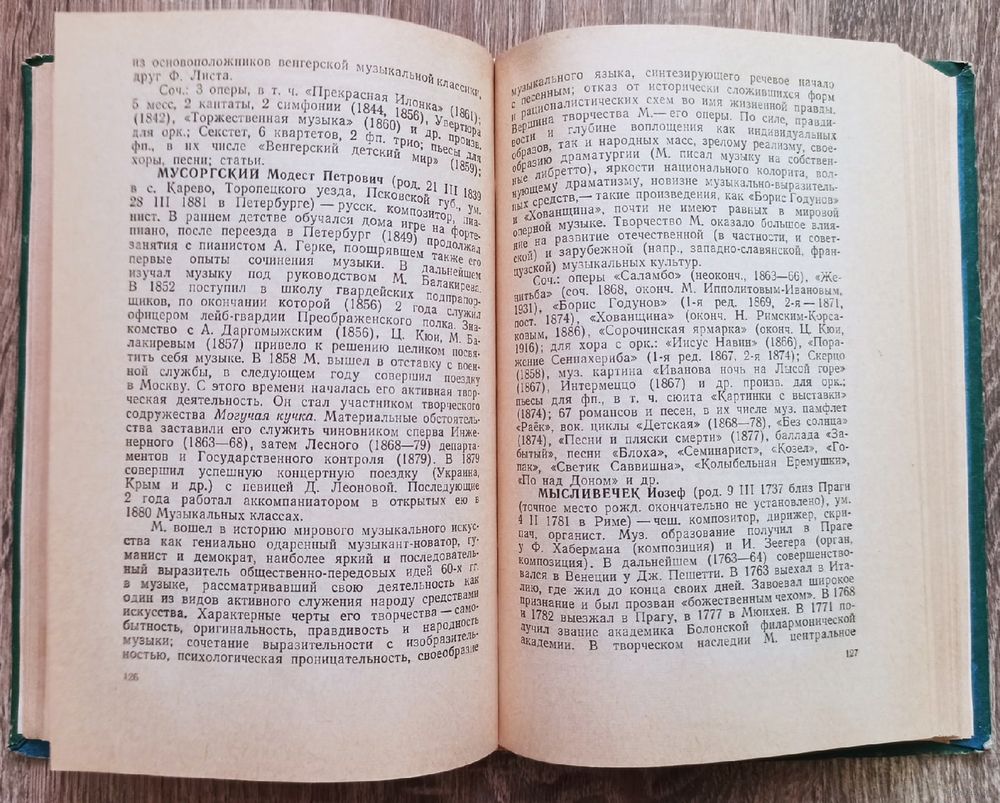 из основоположников венгерской музыкальной классики,
друг Ф. Листа.
Соч.: 3 оперы, в т. ч. «Прекрасная Илонка» (1861);
5 месс, 2 кантаты, 2 симфонии (1844, 1856), Увертюра
(1842), «Торжественная музыка» (1860) и др. произв.
для орк.; Секстет, 6 квартетов, 2 фп. трио; пьесы для
фп., в их числе «Венгерский детский мир» (1859);
хоры, песни; статьи.
МУСОРГСКИЙ Модест Петрович (род. 21 III 1839
в с. Карево, Торопецкого уезда, Псковской губ., ум.
28 III 1881 в Петербурге) — русск. композитор, пиа-
нист. В раннем детстве обучался дома игре на форте-
пиано, после переезда в Петербург (1849) продолжал
занятия с пианистом А. Герке, поощрявшем также его
первые опыты сочинения музыки. В дальнейшем
изучал музыку под руководством М. Балакирева.
В 1852 поступил в школу гвардейских подпрапор-
щиков, по окончании которой (1856) 2 года служил
офицером лейб-гвардии Преображенского полка. Зна-
комство с А. Даргомыжским (1856), Ц. Кюи, М. Ба-
лакиревым (1857) привело к решению целиком посвя-
тить себя музыке. В 1858 М. вышел в отставку с воен-
ной службы, в следующем году совершил поездку
в Москву. С этого времени началась его активная твор-
ческая деятельность. Он стал участником творческого
содружества Могучая кучка. Материальные обстоятель-
ства заставили его служить чиновником сперва Инже-
нерного (1863—68), затем Лесного (1868—79) департа-
ментов и Государственного контроля (1879). В 1879
совершил успешную концертную поездку (Украина,
Крым и др.) с певицей Д. Леоновой. Последующие
2 года работал аккомпаниатором в открытых ею в
1880 Музыкальных классах.
М. вошел в историю мирового музыкального искус-
ства как гениально одаренный музыкант-новатор, гу-
манист и демократ, наиболее яркий и последователь-
ный выразитель общественно-передовых идей 60-х гг.
в музыке, рассматривавший свою деятельность как
один из видов активного служения народу средствами
искусства. Характерные черты его творчества — само-
бытность, оригинальность, правдивость и народность
музыки; сочетание выразительности с изобразитель-
ностью, психологическая проницательность, своеобразие
126
музыкального языка, синтезирующего речевое начало
с песенным; отказ от исторически сложившихся форм
и рационалистических схем во имя жизненной правды.
Вершина творчества М.— его оперы. По силе, правди-
вости и глубине воплощения как индивидуальных
образов, так и народных масс, зрелому реализму, свое-
образию драматургии (М. писал музыку на собствен-
ные либретто), яркости национального колорита, вол-
нующему драматизму, новизне музыкально-выразитель-
ных средств,— такие произведения, как «Борис Годунов»
и «Хованщина», почти не имеют равных в мировой
оперной музыке. Творчество М. оказало большое влия-
ние на развитие отечественной (в частности, и совет-
ской) и зарубежной (напр., западно-славянской, фран-
цузской) музыкальных культур.
Соч.: оперы «Саламбо» (неоконч., 1863—66), «Же-
нитьба» (соч. 1868, оконч. М. Ипполитовым-Ивановым,
1931), «Борис Годунов» (1-я ред. 1869, 2-я — 1871,
пост. 1874), «Хованщина» (оконч. Н. Римским-Корса-
ковым, 1886), «Сорочинская ярмарка» (оконч. Ц. Кюи,
1916); для хора с орк.: «Иисус Навин» (1866), «Пора-
жение Сеннахериба» (1-я ред. 1867, 2-я 1874); Скерцо
(1858), муз. картина «Иванова ночь на Лысой горе»
(1867), Интермеццо (1867) и др. произв. для орк.;
пьесы для фп., в т. ч. сюита «Картинки с выставки»
(1874); 67 романсов и песен, в их числе муз. памфлет
«Раёк», вок. циклы «Детская» (1868—78), «Без солнца»
(1874), «Песни и пляски смерти» (1877), баллада «За-
бытый», песни «Блоха», «Семинарист», «Козел», «Го-
пак», «Светик Саввишна», «Колыбельная Еремушки»,
«По над Доном» и др.
МЫСЛИВЕЧЕК Йозеф (род. 9 III 1737 близ Праги
(точное место рожд. окончательно не установлено), ум.
4 II 1781 в Риме) — чеш. композитор, дирижер, скри-
пач, органист. Муз. образование получил в Праге
у Ф. Хабермана (композиция) и И. Зеегера (орган,
композиция). В дальнейшем (1763—64) совершенство-
вался в Венеции у Дж. Пешетти. В 1763 выехал в Ита-
лию, где жил до конца своих дней. Завоевал широкое
признание и был прозван «божественным чехом». В 1768
и 1782 выезжал в Прагу, в 1777 в Мюнхен. В 1771 по-
лучил звание академика Болонской филармонической
академии. В творческом наследии М. центральное
127